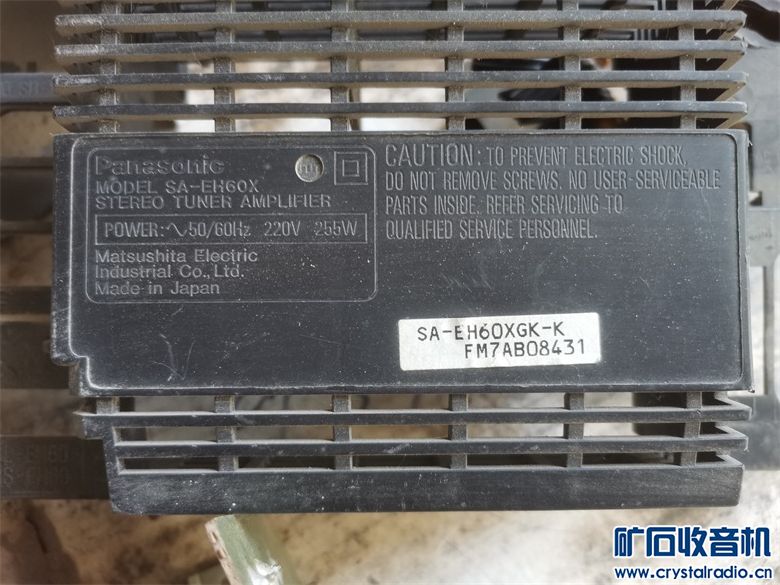 Panasonic
MODEL SA-EH60X
STEREO TUNER AMPLIFIER
POWER:∿50/60Hz 220V 255W
Matsushita Electric
Industrial Co., Ltd.
Made in Japan
CAUTION: TO PREVENT ELECTRIC SHOCK,
DO NOT REMOVE SCREWS. NO USER-SERVICEABLE
PARTS INSIDE. REFER SERVICING TO
QUALIFIED SERVICE PERSONNEL.
SA-EH60XGK-K
FM7AB08431
矿石收音机
www.crystalradio.cn